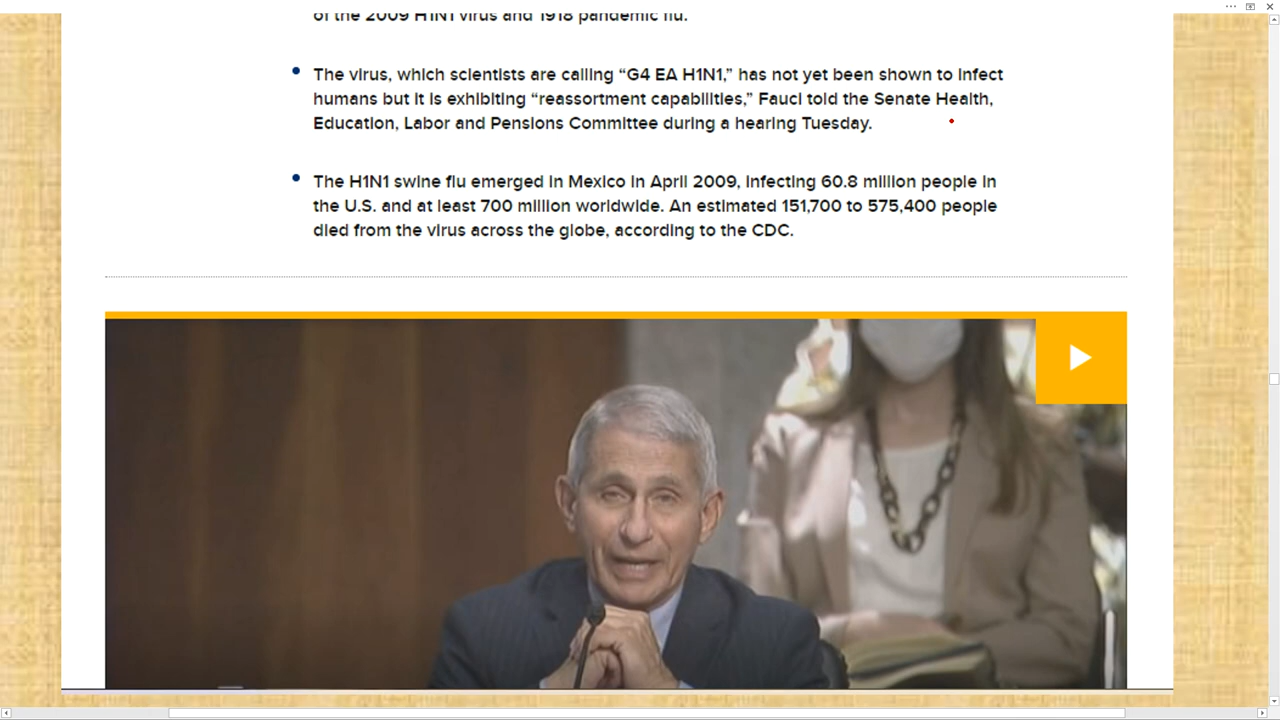 of the 2009 H1N1 virus and 1918 pandemic flu.
The virus, which scientists are calling “G4 EA H1N1,” has not yet been shown to infect
humans but it is exhibiting “reassortment capabilities,” Fauci told the Senate Health,
Education, Labor and Pensions Committee during a hearing Tuesday.
The H1N1 swine flu emerged in Mexico in April 2009, infecting 60.8 million people in
the U.S. and at least 700 million worldwide. An estimated 151,700 to 575,400 people
died from the virus across the globe, according to the CDC.